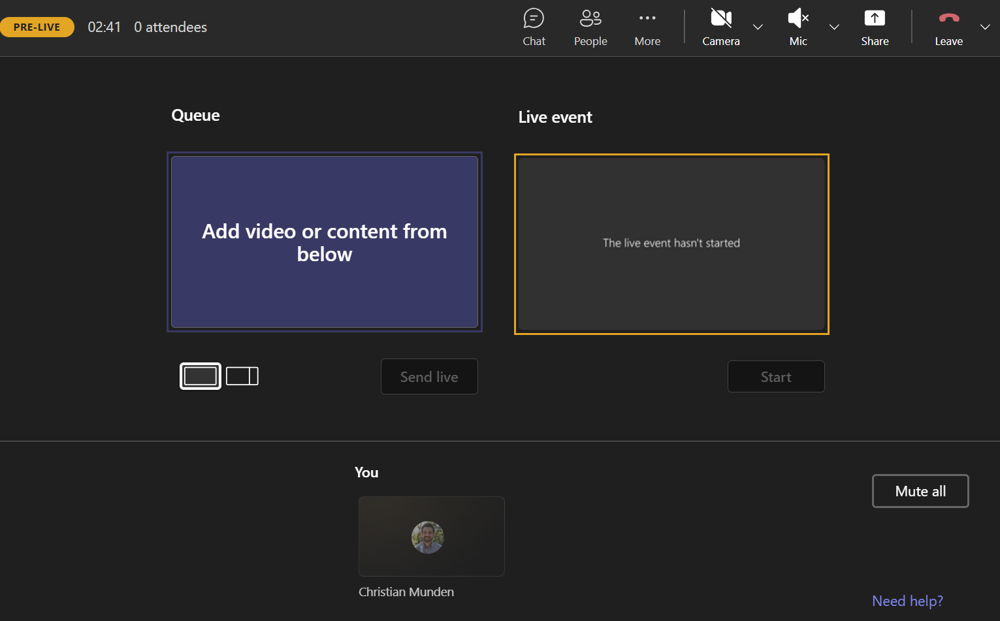 PRE-LIVE 02:41 0 attendees
Chat People More Camera Mic Share Leave
Queue
Live event
Add video or content from
below
The live event hasn't started
Send live
Start
You
Mute all
Christian Munden
Need help?